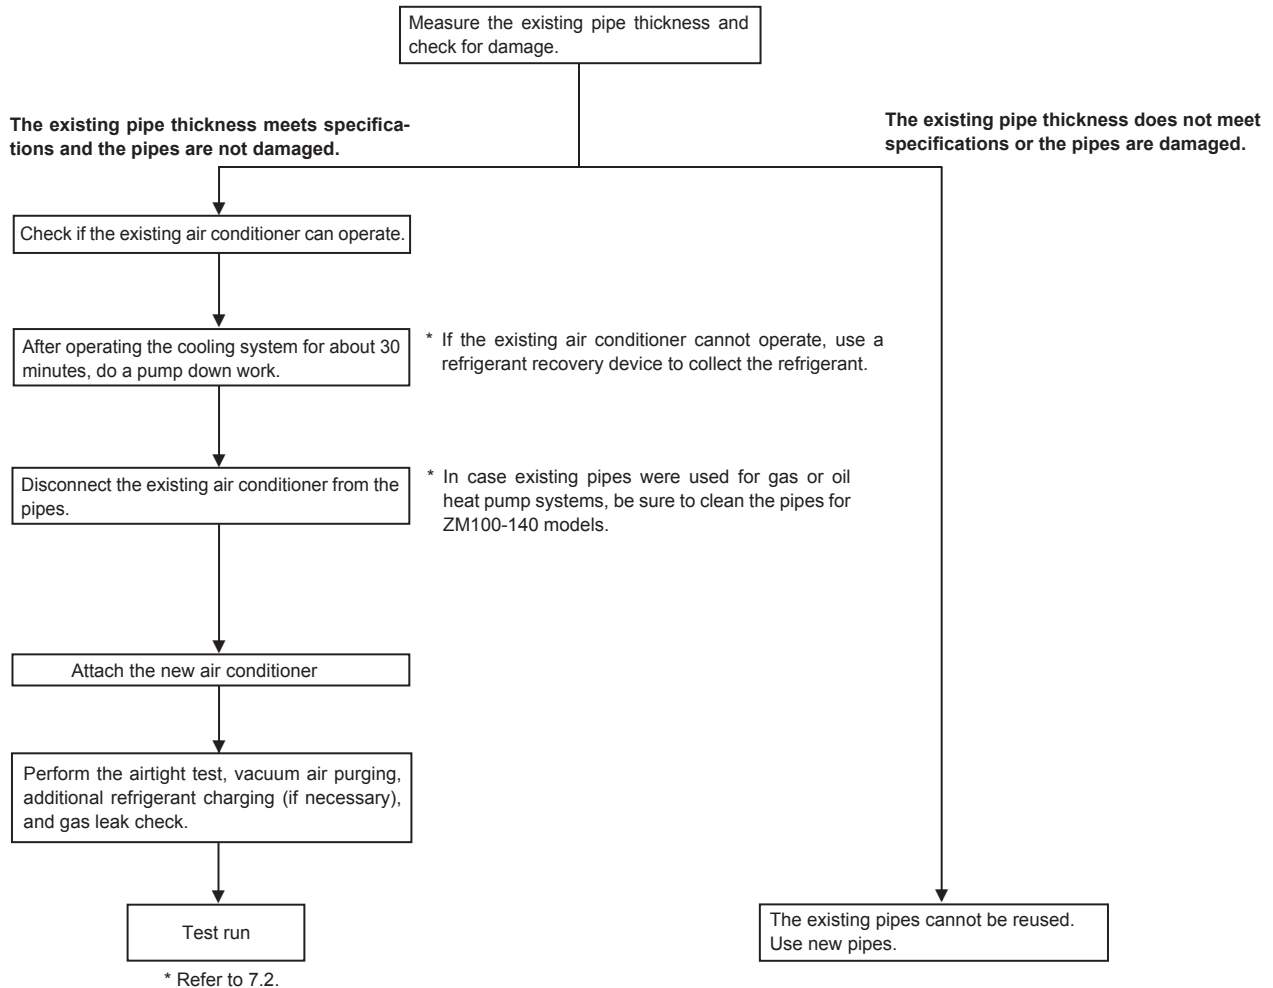 Measure the existing pipe thickness and
check for damage.
The existing pipe thickness meets specifica-
tions and the pipes are not damaged.
The existing pipe thickness does not meet
specifications or the pipes are damaged.
Check if the existing air conditioner can operate.
After operating the cooling system for about 30
minutes, do a pump down work.
* If the existing air conditioner cannot operate, use a
refrigerant recovery device to collect the refrigerant.
Disconnect the existing air conditioner from the
pipes.
* In case existing pipes were used for gas or oil
heat pump systems, be sure to clean the pipes for
ZM100-140 models.
Attach the new air conditioner
Perform the airtight test, vacuum air purging,
additional refrigerant charging (if necessary),
and gas leak check.
Test run
* Refer to 7.2.
The existing pipes cannot be reused.
Use new pipes.